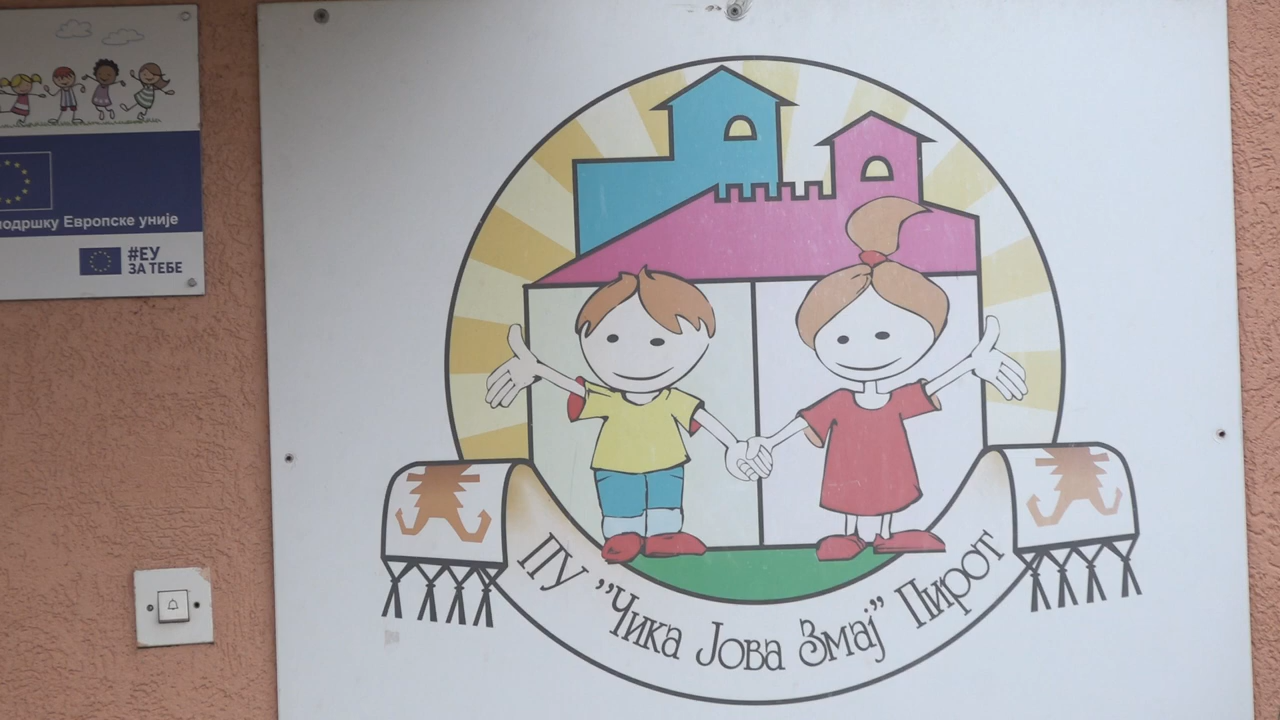 подршку Европске уније
#ЕУ
ЗА ТЕБЕ
ПУ "Чика Јова Змај" Пирот